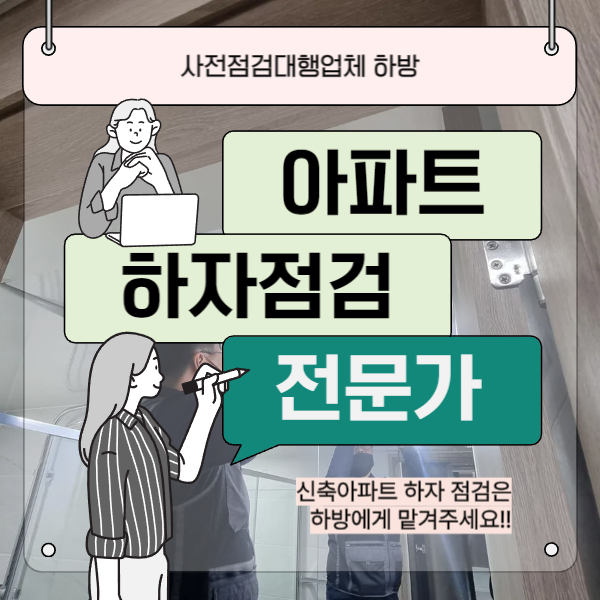 사전점검대행업체 하방
아파트
하자점검
전문가
신축아파트 하자 점검은
하방에게 맡겨주세요!!